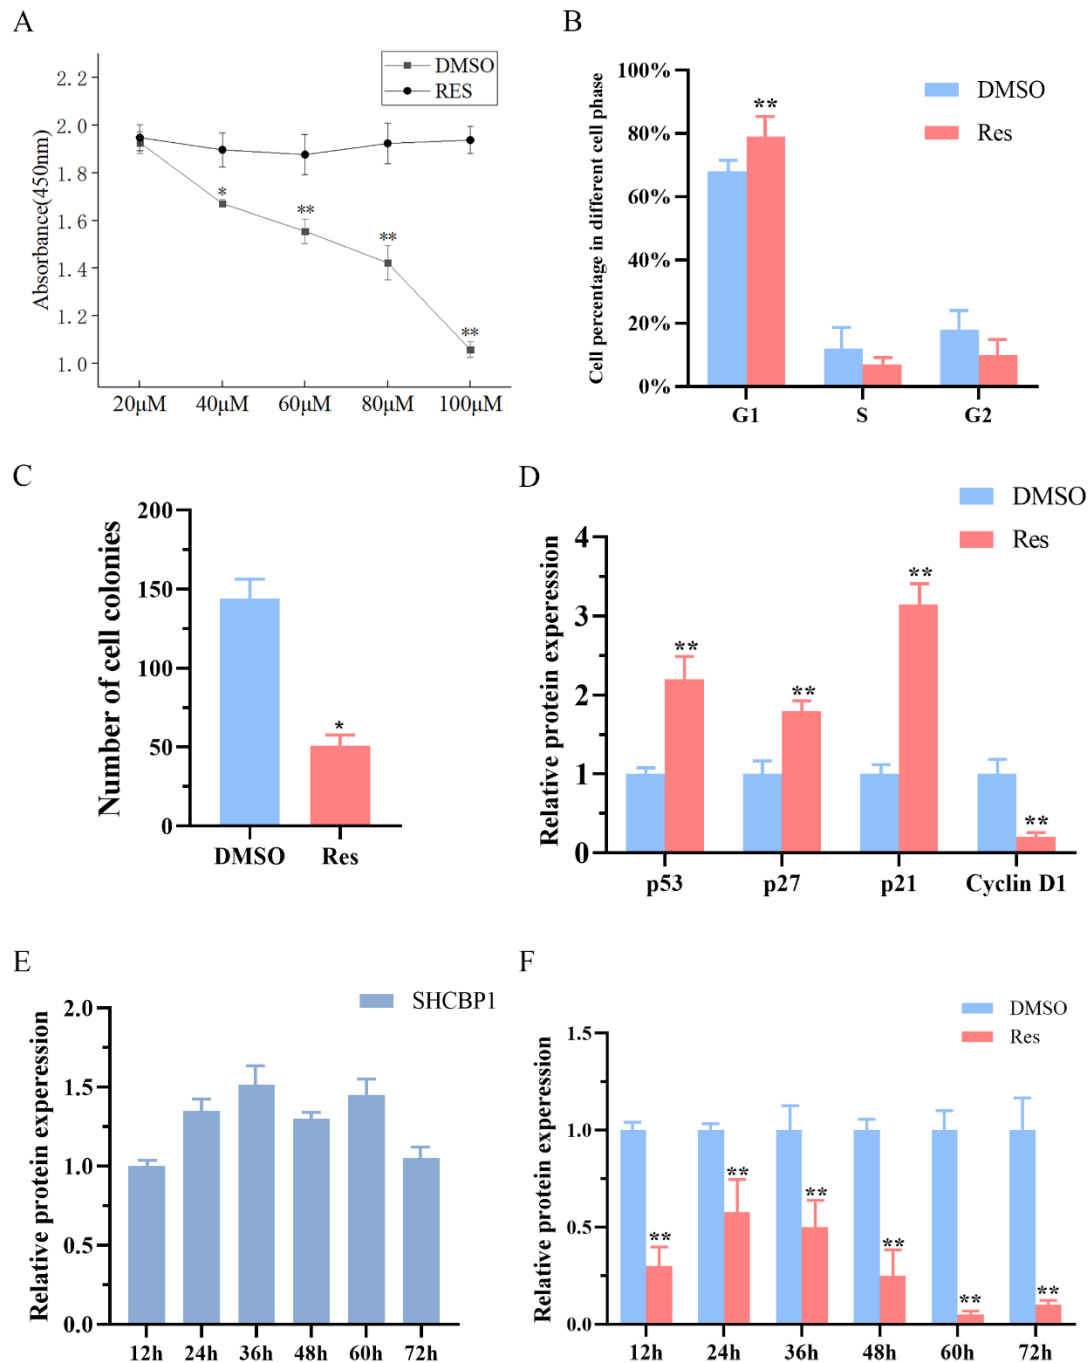 A
DMSO
RES
2.2
2.0
1.8
1.6
1.4
1.2
1.0
Absorbance(450nm)
*
**
**
**
20μM 40μM 60μM 80μM 100μM
B
DMSO
Res
100%
80%
60%
40%
20%
0%
Cell percentage in different cell phase
**
G1 S G2
C
200
150
100
50
0
Number of cell colonies
*
DMSO Res
D
DMSO
Res
4
3
2
1
0
Relative protein experession
**
**
**
**
p53 p27 p21 Cyclin D1
E
SHCBP1
2.0
1.5
1.0
0.5
0.0
Relative protein experession
12h 24h 36h 48h 60h 72h
F
DMSO
Res
1.5
1.0
0.5
0.0
Relative protein experession
**
**
**
**
**
**
12h 24h 36h 48h 60h 72h